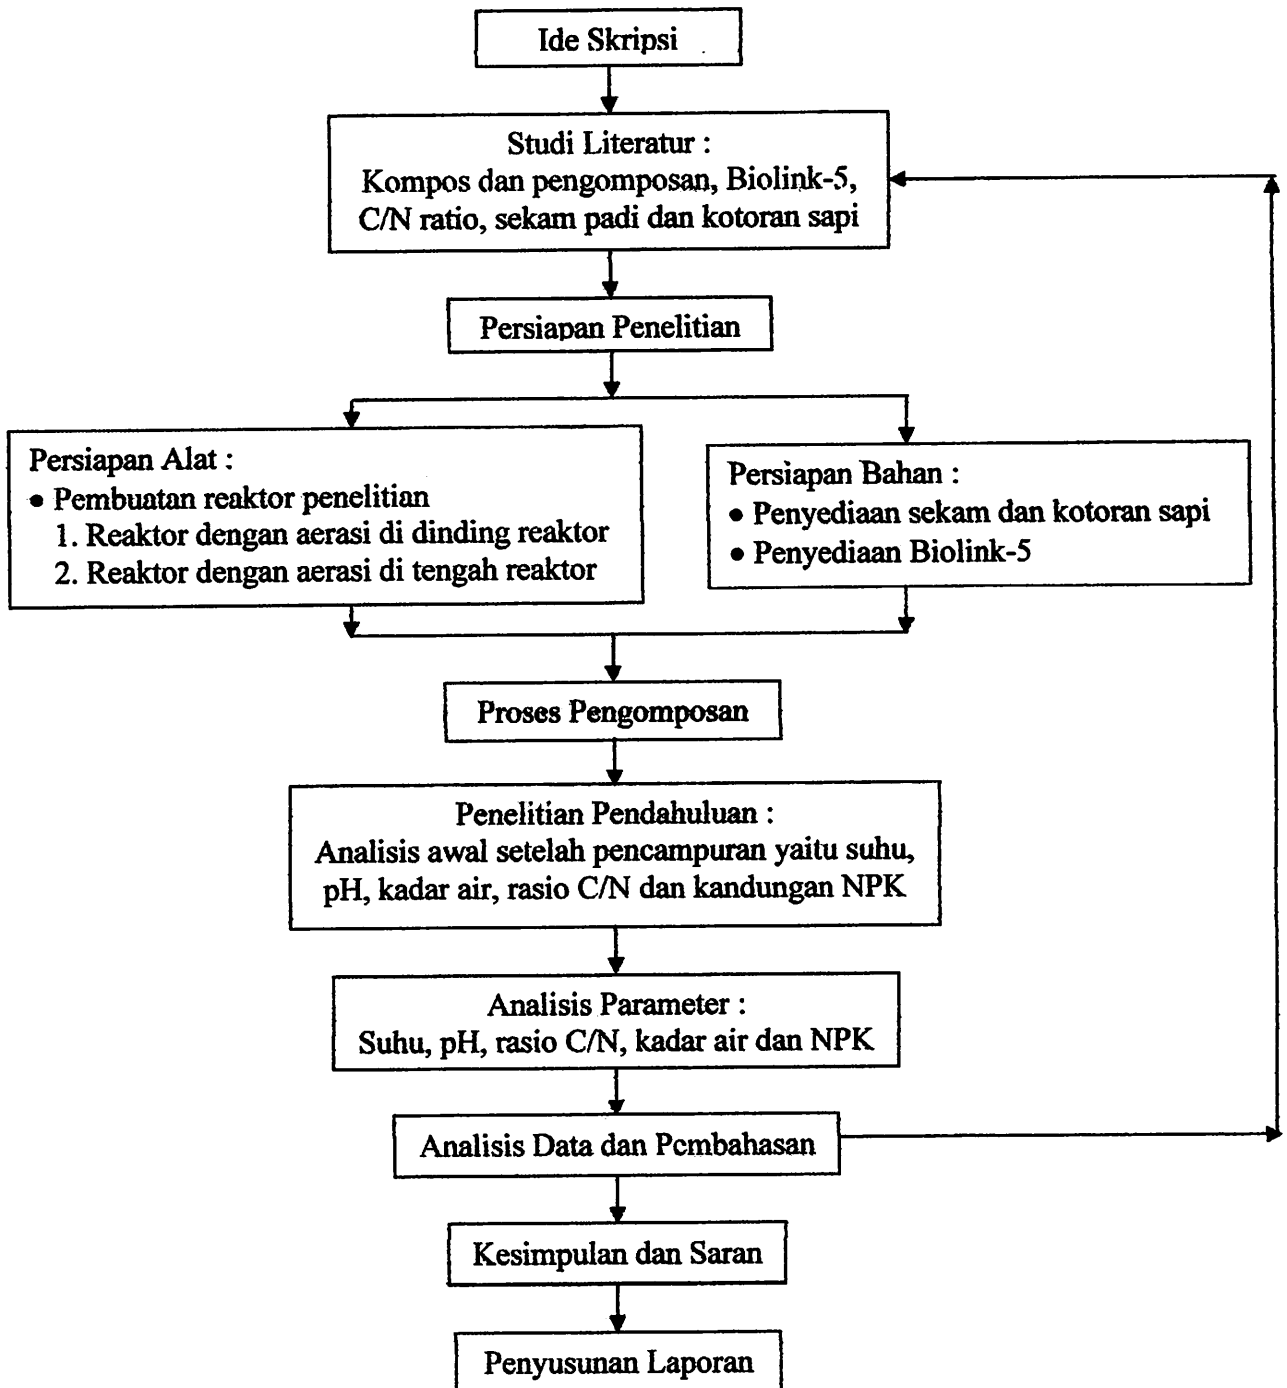 Ide Skripsi
Studi Literatur :
Kompos dan pengomposan, Biolink-5,
C/N ratio, sekam padi dan kotoran sapi
Persiapan Penelitian
Persiapan Alat :
• Pembuatan reaktor penelitian
1. Reaktor dengan aerasi di dinding reaktor
2. Reaktor dengan aerasi di tengah reaktor
Persiapan Bahan :
• Penyediaan sekam dan kotoran sapi
• Penyediaan Biolink-5
Proses Pengomposan
Penelitian Pendahuluan :
Analisis awal setelah pencampuran yaitu suhu,
pH, kadar air, rasio C/N dan kandungan NPK
Analisis Parameter :
Suhu, pH, rasio C/N, kadar air dan NPK
Analisis Data dan Pembahasan
Kesimpulan dan Saran
Penyusunan Laporan